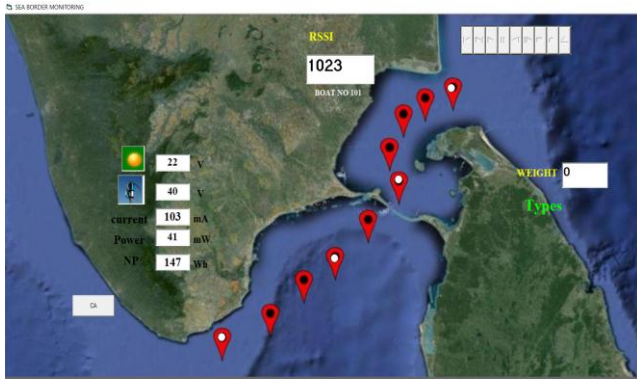 SEA BORDER MONITORING
RSSI
1023
BOAT NO 101
22 V
40 V
WEIGHT 0
Types
current 103 mA
Power 41 mW
NP 147 Wh